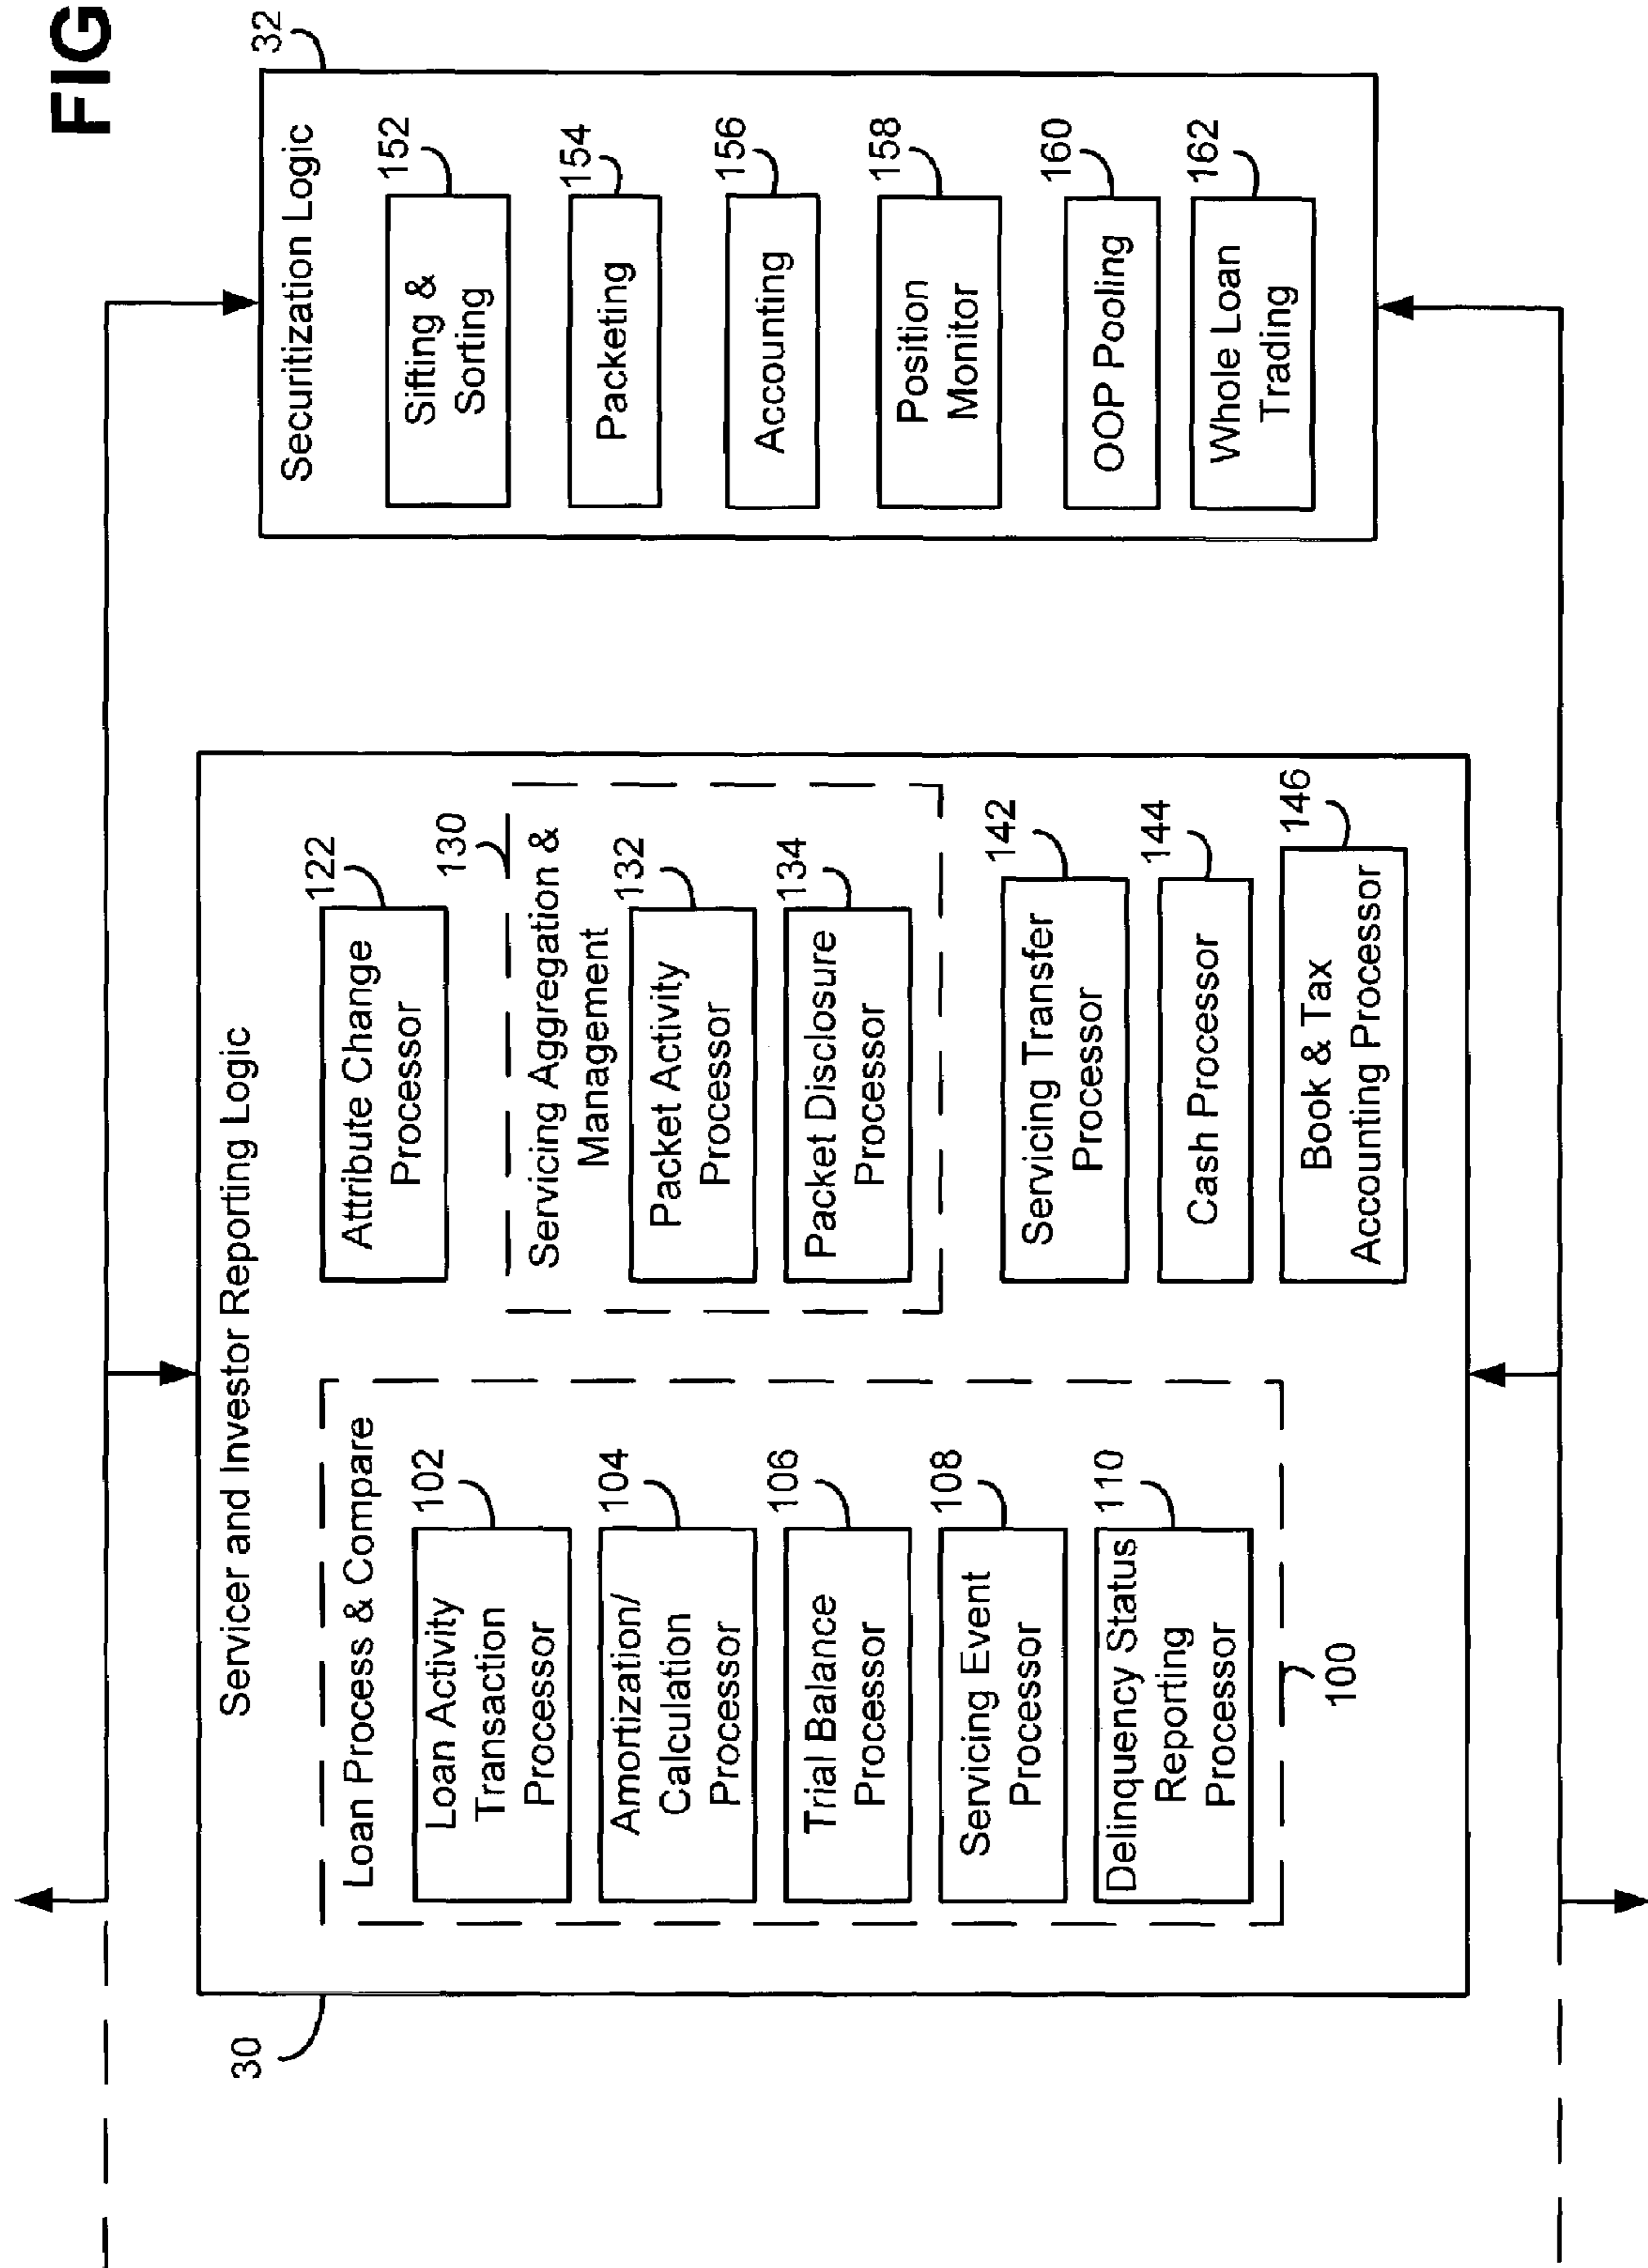 FIG
Servicer and Investor Reporting Logic
30
Loan Process & Compare
102
Loan Activity
Transaction
Processor
104
Amortization/
Calculation
Processor
106
Trial Balance
Processor
108
Servicing Event
Processor
110
Delinquency Status
Reporting
Processor
100
122
Attribute Change
Processor
130
Servicing Aggregation &
Management
132
Packet Activity
Processor
134
Packet Disclosure
Processor
142
Servicing Transfer
Processor
144
Cash Processor
146
Book & Tax
Accounting Processor
32
Securitization Logic
152
Sifting &
Sorting
154
Packeting
156
Accounting
158
Position
Monitor
160
OOP Pooling
162
Whole Loan
Trading